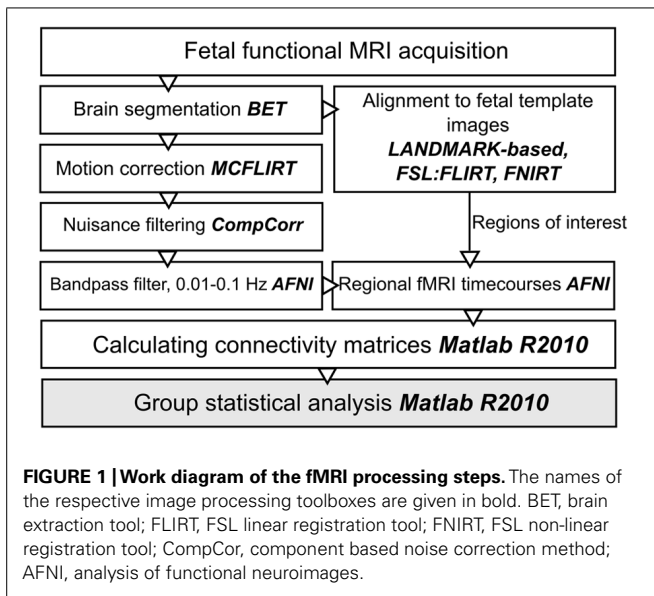 Fetal functional MRI acquisition
Brain segmentation BET
Alignment to fetal template
images
LANDMARK-based,
FSL:FLIRT, FNIRT
Motion correction MCFLIRT
Nuisance filtering CompCorr
Regions of interest
Bandpass filter, 0.01-0.1 Hz AFNI
Regional fMRI timecourses AFNI
Calculating connectivity matrices Matlab R2010
Group statistical analysis Matlab R2010
FIGURE 1 | Work diagram of the fMRI processing steps. The names of
the respective image processing toolboxes are given in bold. BET, brain
extraction tool; FLIRT, FSL linear registration tool; FNIRT, FSL non-linear
registration tool; CompCor, component based noise correction method;
AFNI, analysis of functional neuroimages.